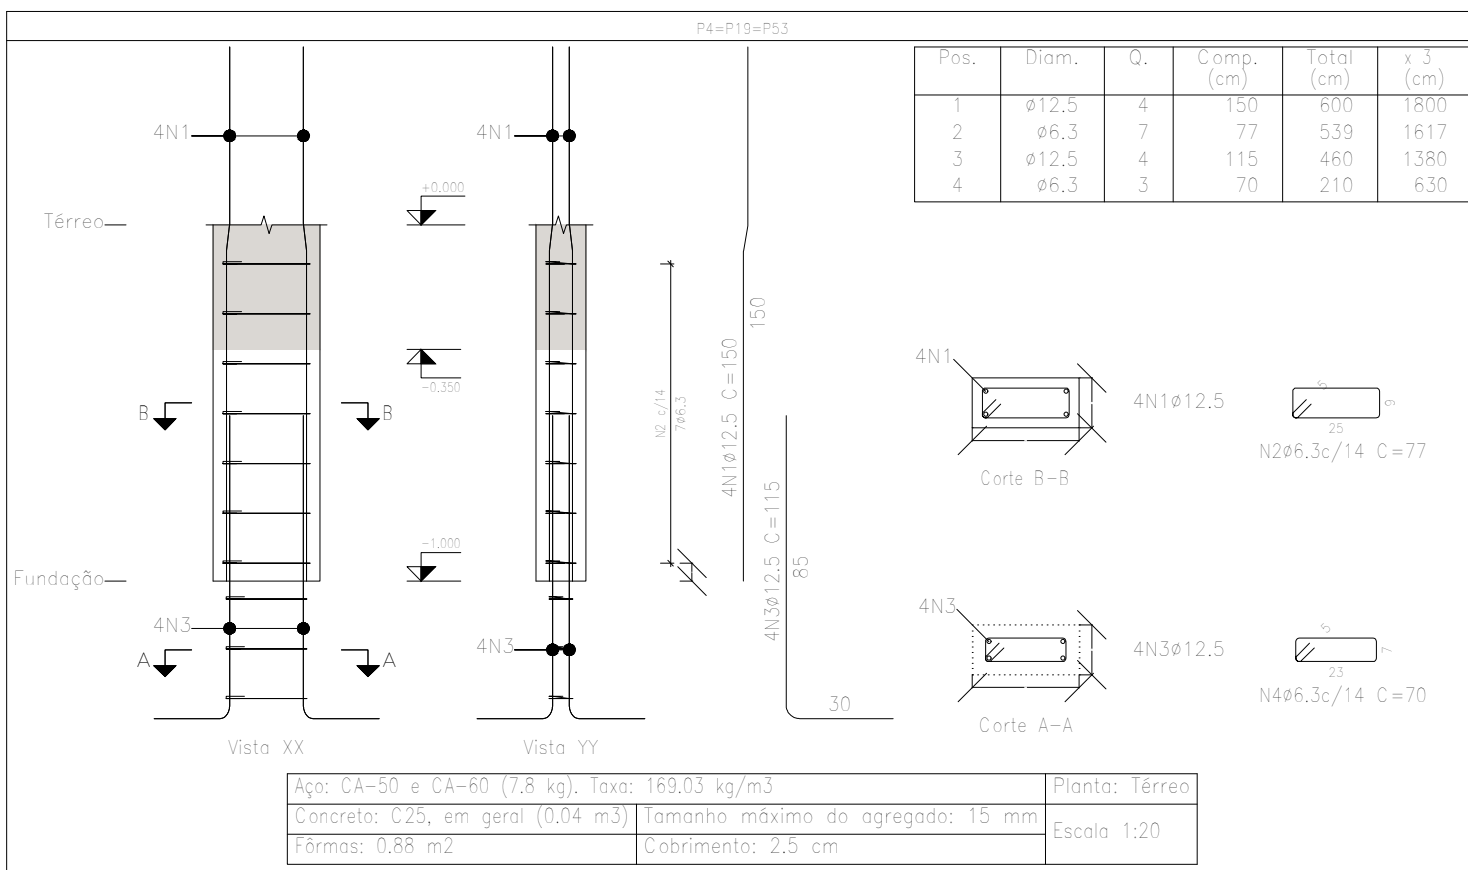 P4=P19=P53
Pos. Diam. Q. Comp. (cm) Total (cm) x 3 (cm)
1 ø12.5 4 150 600 1800
2 ø6.3 7 77 539 1617
3 ø12.5 4 115 460 1380
4 ø6.3 3 70 210 630
4N1
4N1
+0.000
Térreo
-0.350
B
B
-1.000
Fundação
4N3
4N3
A
A
Vista XX
Vista YY
N2 c/14
7ø6.3
4N1ø12.5 C=150
150
4N3ø12.5 C=115
85
30
4N1
4N1ø12.5
Corte B-B
5
9
25
N2ø6.3c/14 C=77
4N3
4N3ø12.5
Corte A-A
5
7
23
N4ø6.3c/14 C=70
Aço: CA-50 e CA-60 (7.8 kg). Taxa: 169.03 kg/m3
Planta: Térreo
Concreto: C25, em geral (0.04 m3)
Tamanho máximo do agregado: 15 mm
Escala 1:20
Fôrmas: 0.88 m2
Cobrimento: 2.5 cm